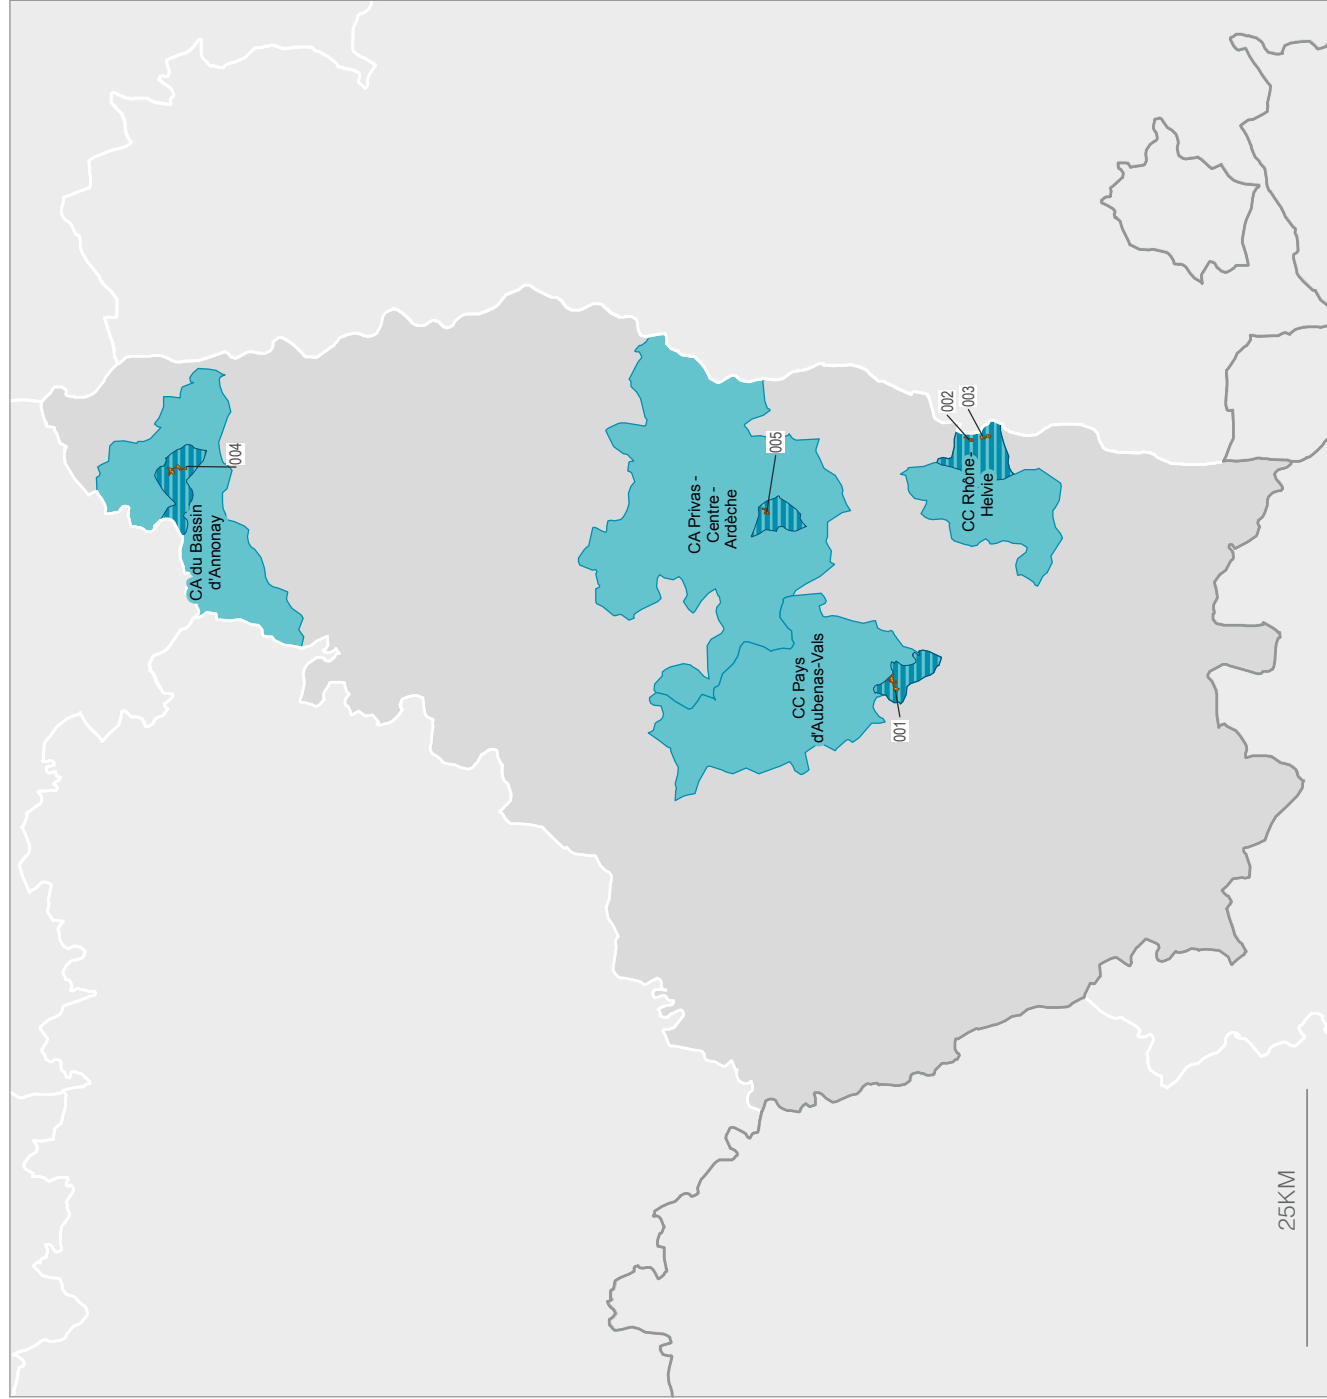 CA du Bassin
d'Annonay
004
CA Privas -
Centre -
Ardèche
005
CC Pays
d'Aubenas-Vals
001
002
003
CC Rhône-
Helvie
25KM